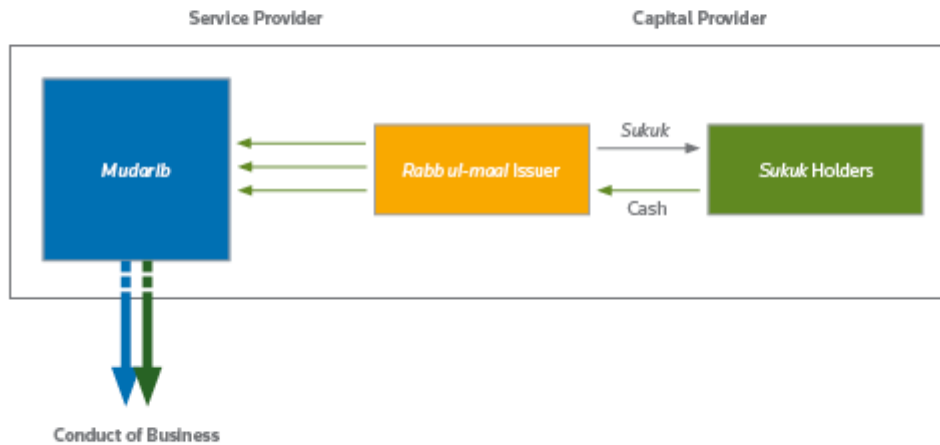 Service Provider
Capital Provider
Mudarib
Rabb ul-maal Issuer
Sukuk
Sukuk Holders
Cash
Conduct of Business